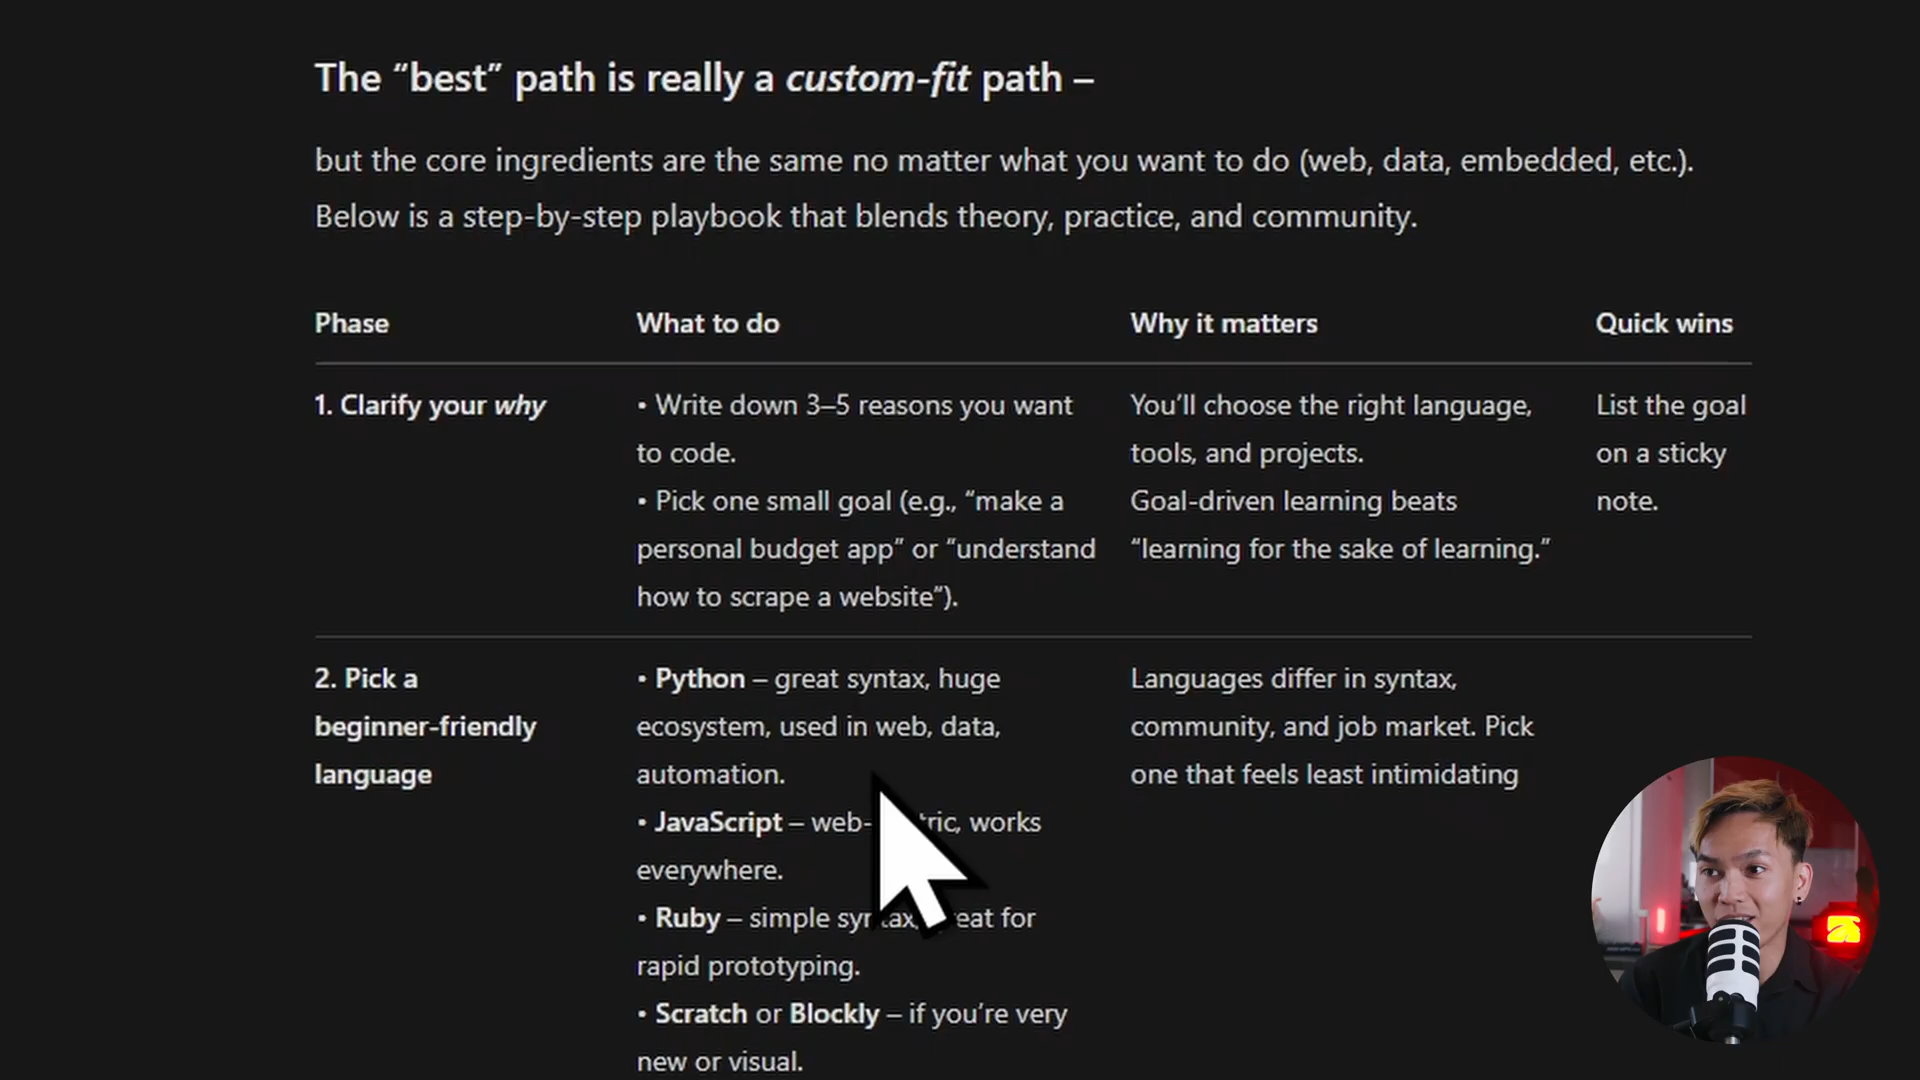 The “best” path is really a custom-fit path –
but the core ingredients are the same no matter what you want to do (web, data, embedded, etc.).
Below is a step-by-step playbook that blends theory, practice, and community.
Phase What to do Why it matters Quick wins
1. Clarify your why
• Write down 3–5 reasons you want
to code.
• Pick one small goal (e.g., “make a
personal budget app” or “understand
how to scrape a website”).
You’ll choose the right language,
tools, and projects.
Goal-driven learning beats
“learning for the sake of learning.”
List the goal
on a sticky
note.
2. Pick a
beginner-friendly
language
• Python – great syntax, huge
ecosystem, used in web, data,
automation.
• JavaScript – web- works
everywhere.
• Ruby – simple for
rapid prototyping.
• Scratch or Blockly – if you’re very
new or visual.
Languages differ in syntax,
community, and job market. Pick
one that feels least intimidating